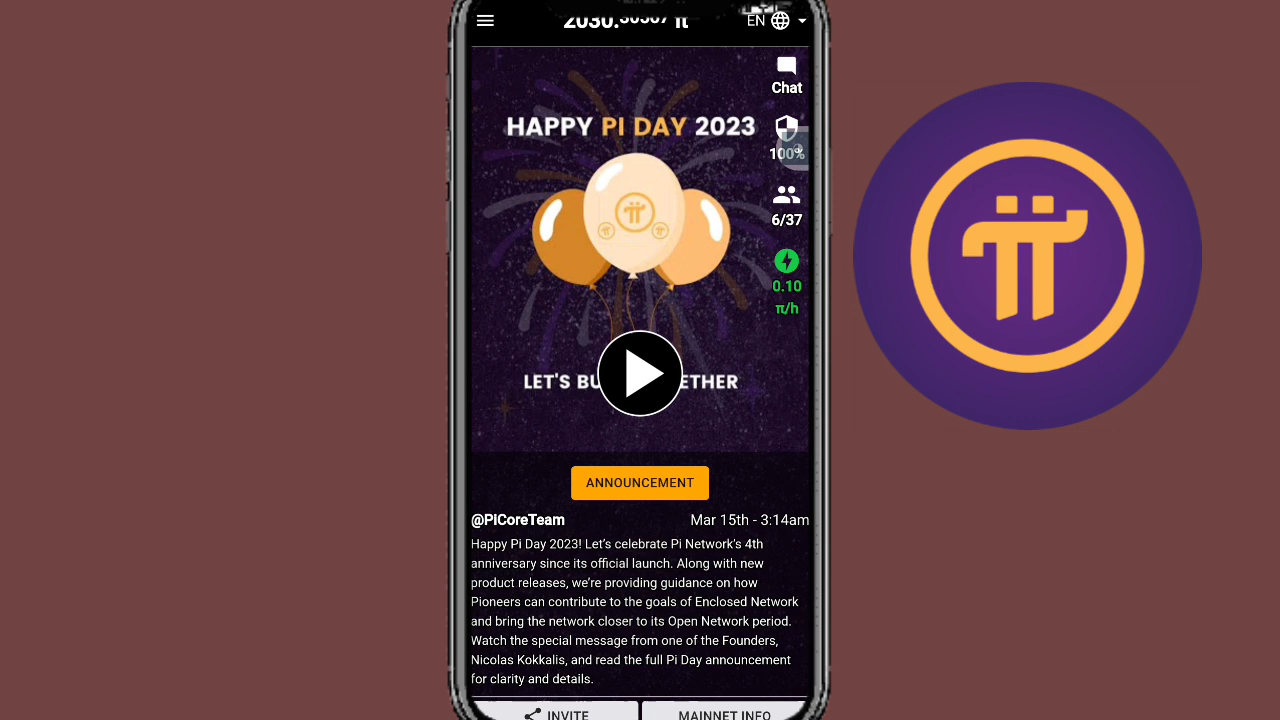 2030. π
EN
Chat
HAPPY PI DAY 2023
100%
6/37
0.10
π/h
LET'S BU ETHER
ANNOUNCEMENT
@PiCoreTeam Mar 15th - 3:14am
Happy Pi Day 2023! Let's celebrate Pi Network's 4th
anniversary since its official launch. Along with new
product releases, we're providing guidance on how
Pioneers can contribute to the goals of Enclosed Network
and bring the network closer to its Open Network period.
Watch the special message from one of the Founders,
Nicolas Kokkalis, and read the full Pi Day announcement
for clarity and details.
INVITE MAINNET INFO